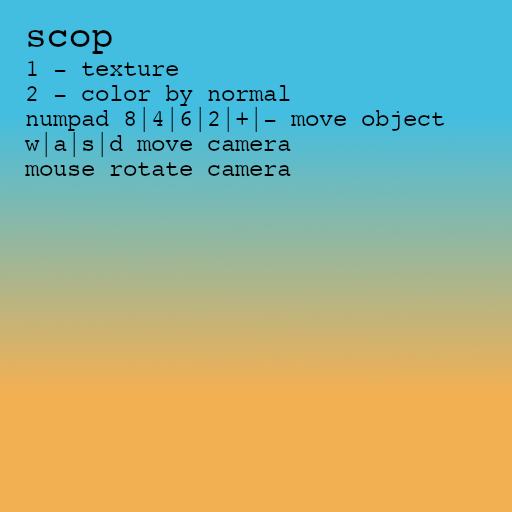 scop
1 - texture
2 - color by normal
numpad 8|4|6|2|+|- move object
w|a|s|d move camera
mouse rotate camera